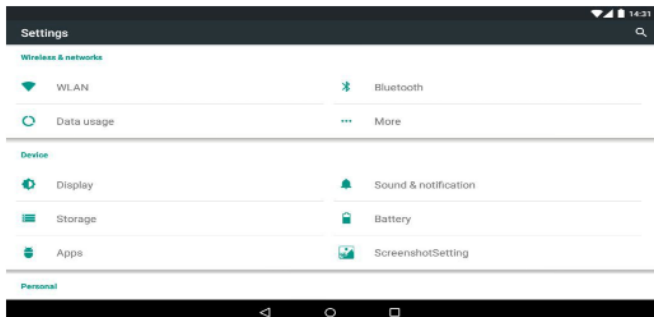 14:31
Settings
Wireless & networks
WLAN
Bluetooth
Data usage
More
Device
Display
Sound & notification
Storage
Battery
Apps
ScreenshotSetting
Personal